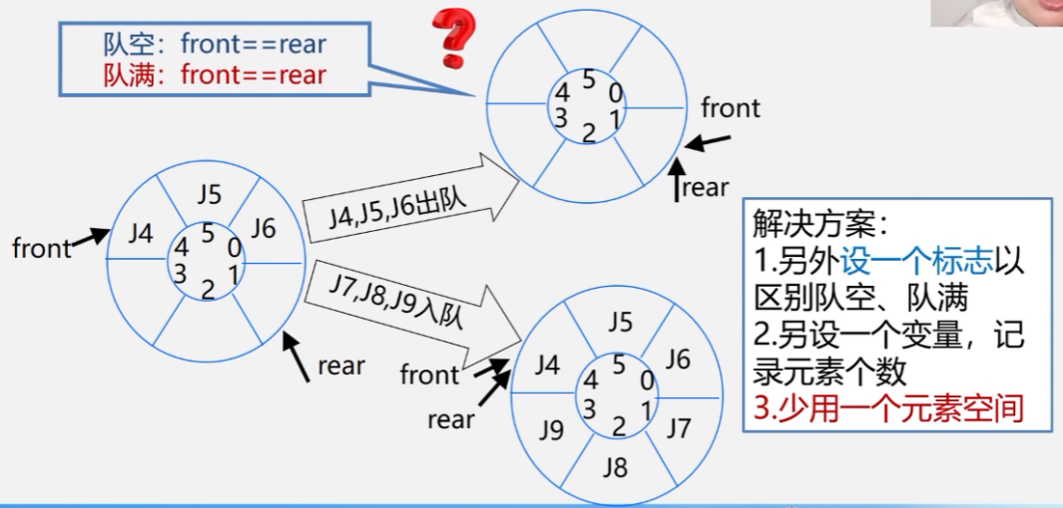 队空：front==rear
队满：front==rear
?
5
4
0
3
1
2
front
rear
J4,J5,J6出队
J5
J4
J6
front
5
4
0
3
1
2
rear
J7,J8,J9入队
front
rear
J5
J4
J6
5
4
0
3
1
2
J9
J7
J8
解决方案：
1.另外设一个标志以
区别队空、队满
2.另设一个变量，记
录元素个数
3.少用一个元素空间